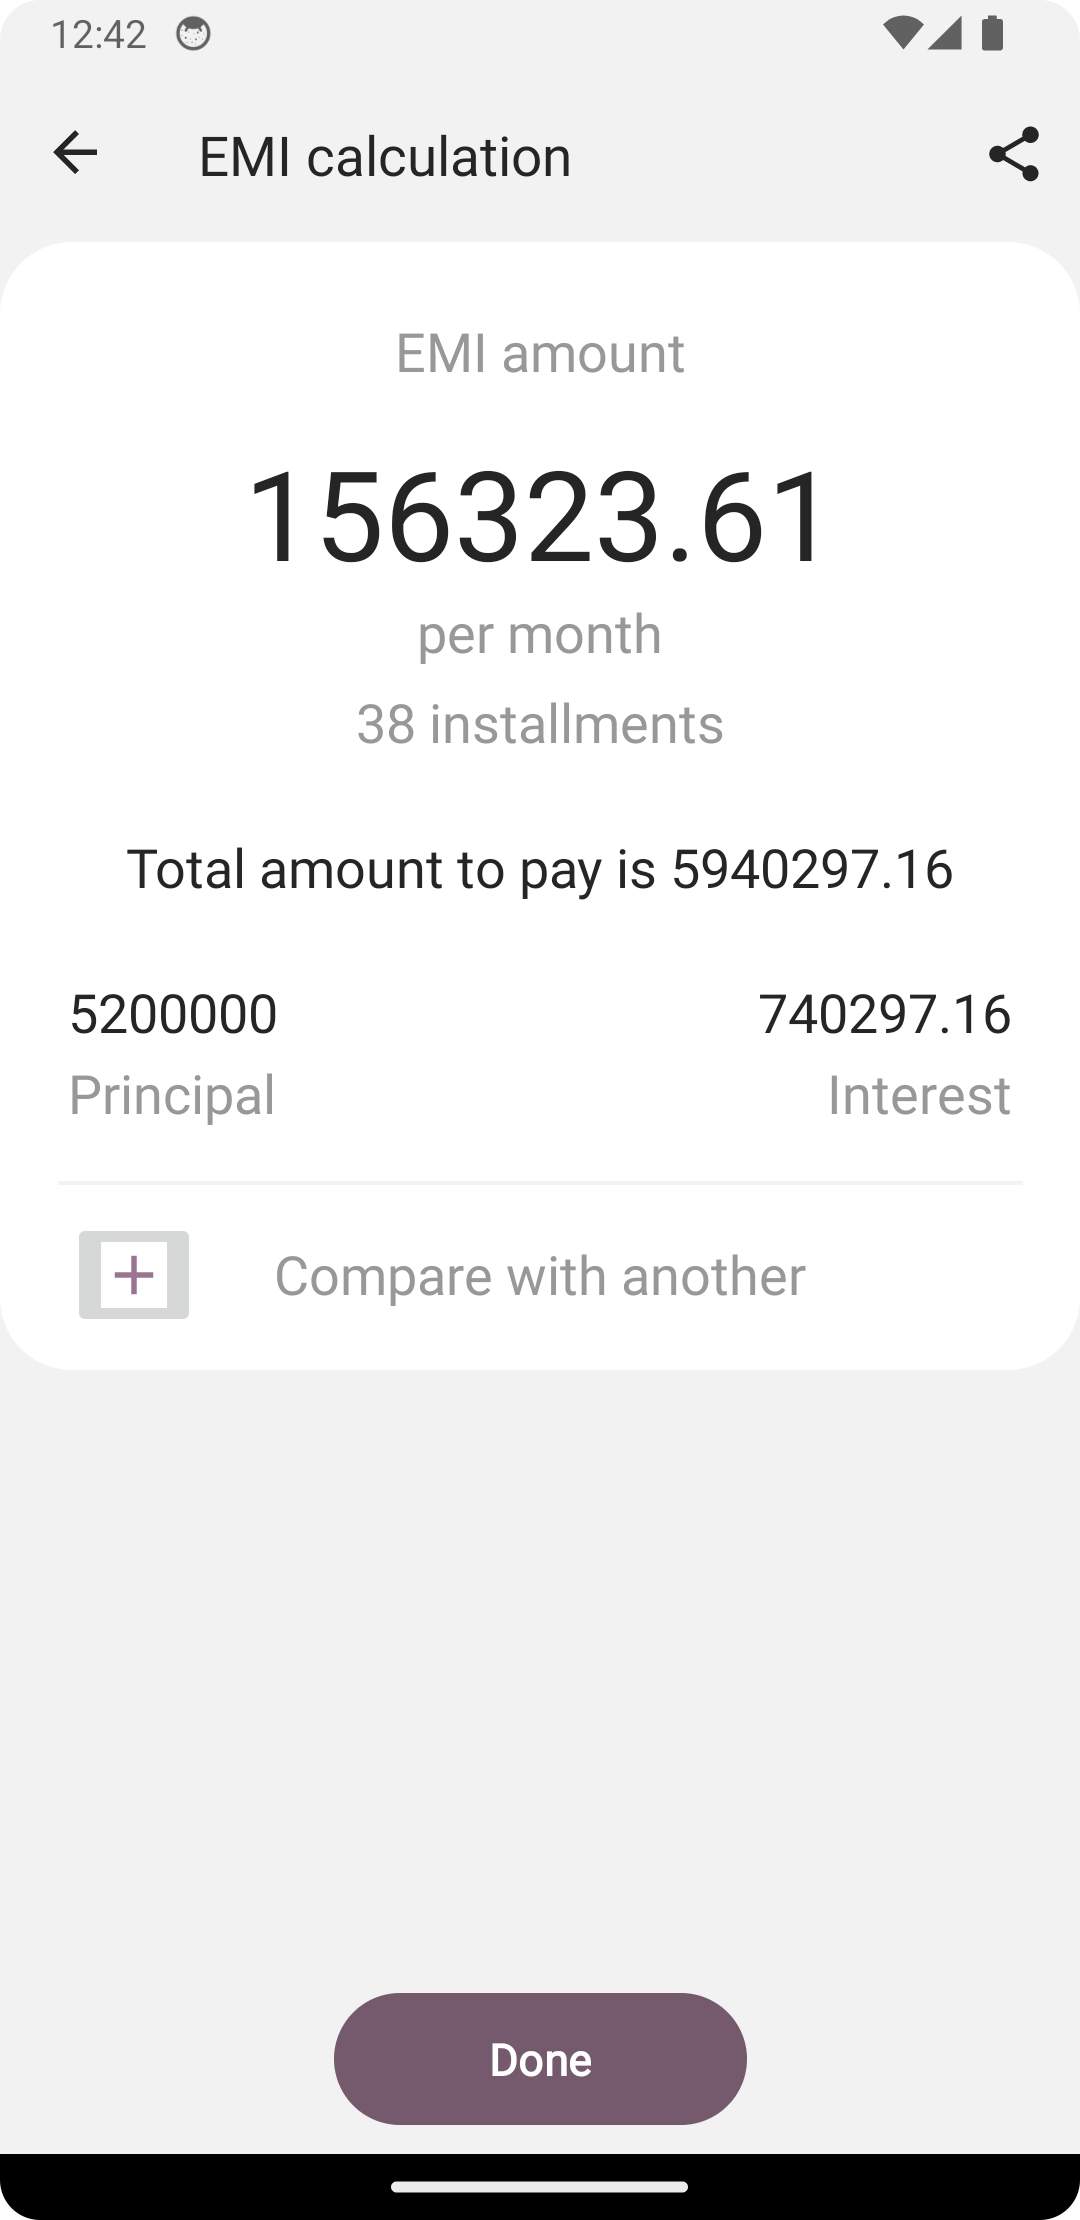 12:42
EMI calculation
EMI amount
156323.61
per month
38 installments
Total amount to pay is 5940297.16
5200000
740297.16
Principal
Interest
Compare with another
Done